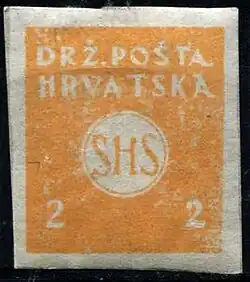 DRŽ. POŠTA
HRVATSKA
SHS
2 2